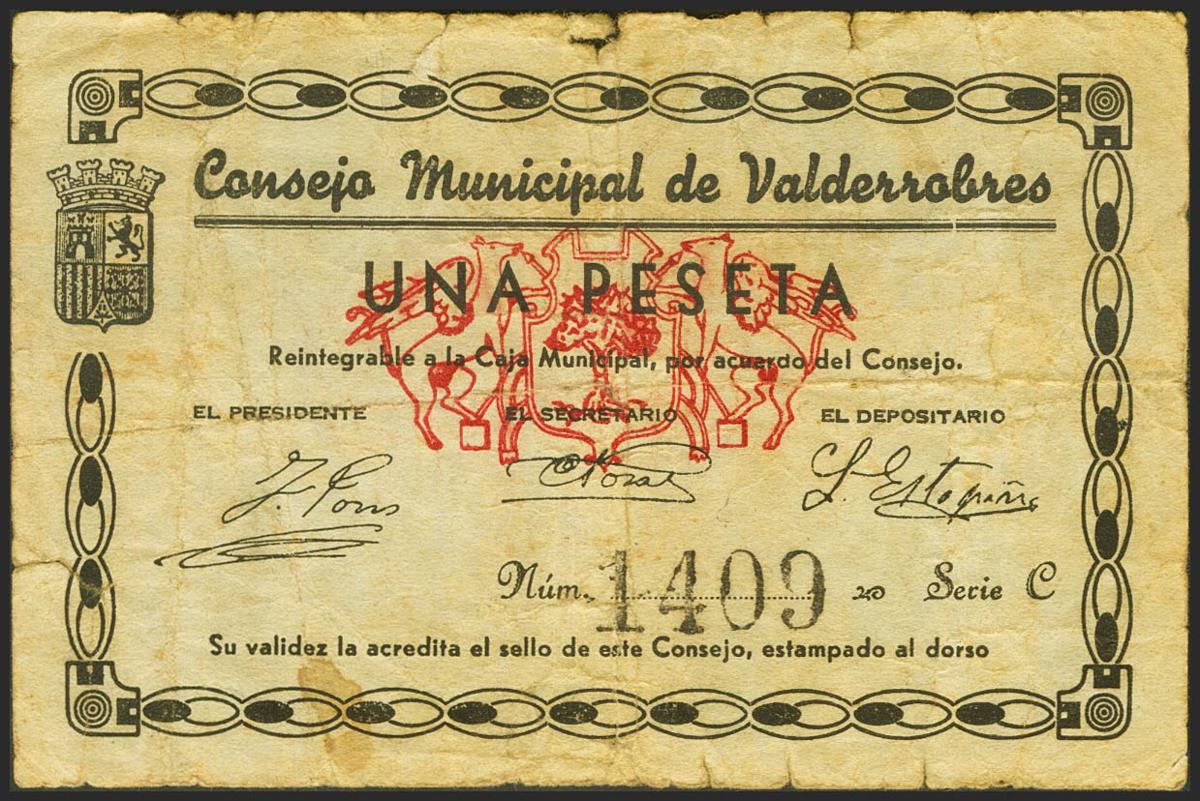 Consejo Municipal de Valderrobres
UNA PESETA
Reintegrable a la Caja Municipal, por acuerdo del Consejo.
EL PRESIDENTE EL SECRETARIO EL DEPOSITARIO
J. Pons
Núm. 1409 Serie C
Su validez la acredita el sello de este Consejo, estampado al dorso